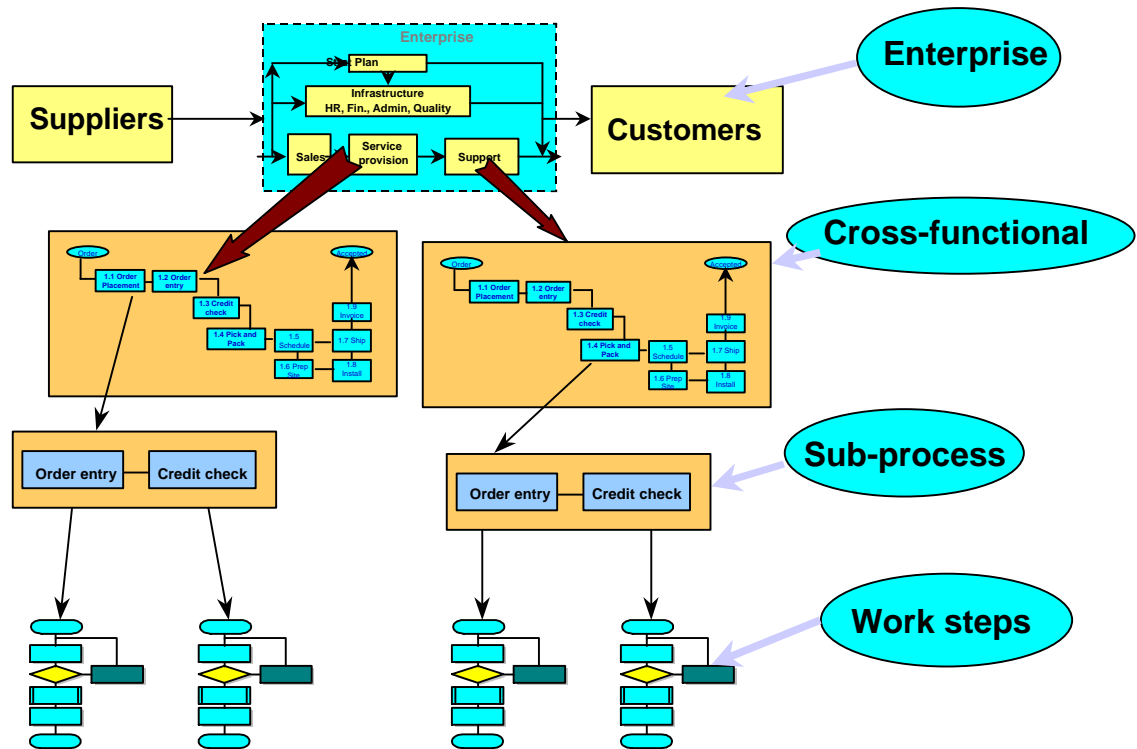 Enterprise
Enterprise
Plan
Infrastructure
HR, Fin., Admin, Quality
Suppliers
Customers
Sales
Service
provision
Support
Cross-functional
Order
Accepted
1.1 Order
Placement
1.2 Order
entry
1.3 Credit
check
1.4 Pick and
Pack
1.5
Schedule
1.6 Prep
Site
1.7 Ship
1.8
Install
1.9
Invoice
Order
Accepted
1.1 Order
Placement
1.2 Order
entry
1.3 Credit
check
1.4 Pick and
Pack
1.5
Schedule
1.6 Prep
Site
1.7 Ship
1.8
Install
1.9
Invoice
Sub-process
Order entry
Credit check
Order entry
Credit check
Work steps